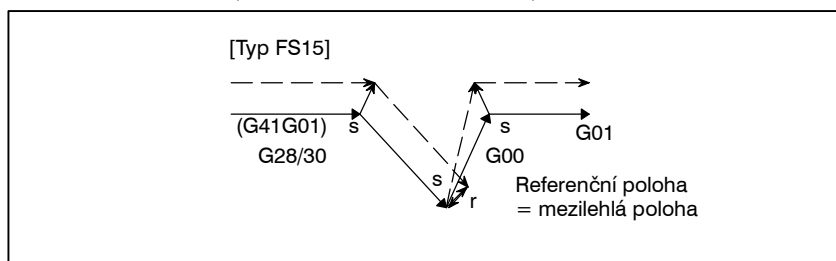 [Typ FS15]
(G41G01) s
s
G01
G28/30
G00
s
r
Referenční poloha
= mezilehlá poloha